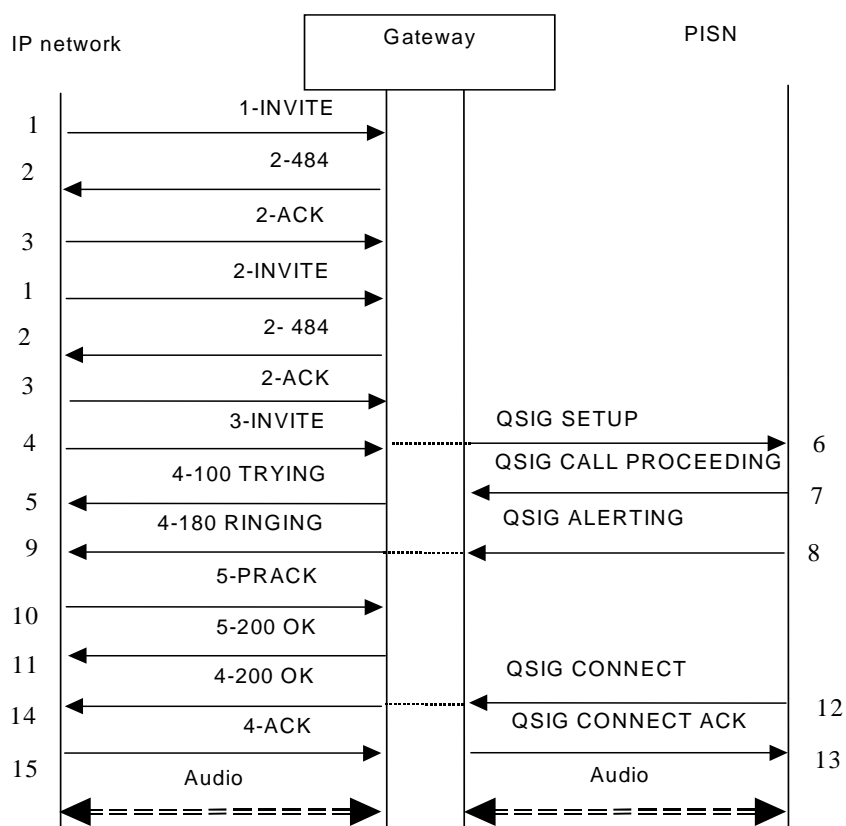 IP network Gateway PISN
1-INVITE
1
2-484
2
2-ACK
3
2-INVITE
1
2- 484
2
2-ACK
3
3-INVITE QSIG SETUP
4 6
4-100 TRYING QSIG CALL PROCEEDING
5 7
4-180 RINGING QSIG ALERTING
9 8
5-PRACK
10
5-200 OK
11
4-200 OK QSIG CONNECT
14 12
4-ACK QSIG CONNECT ACK
15 13
Audio Audio